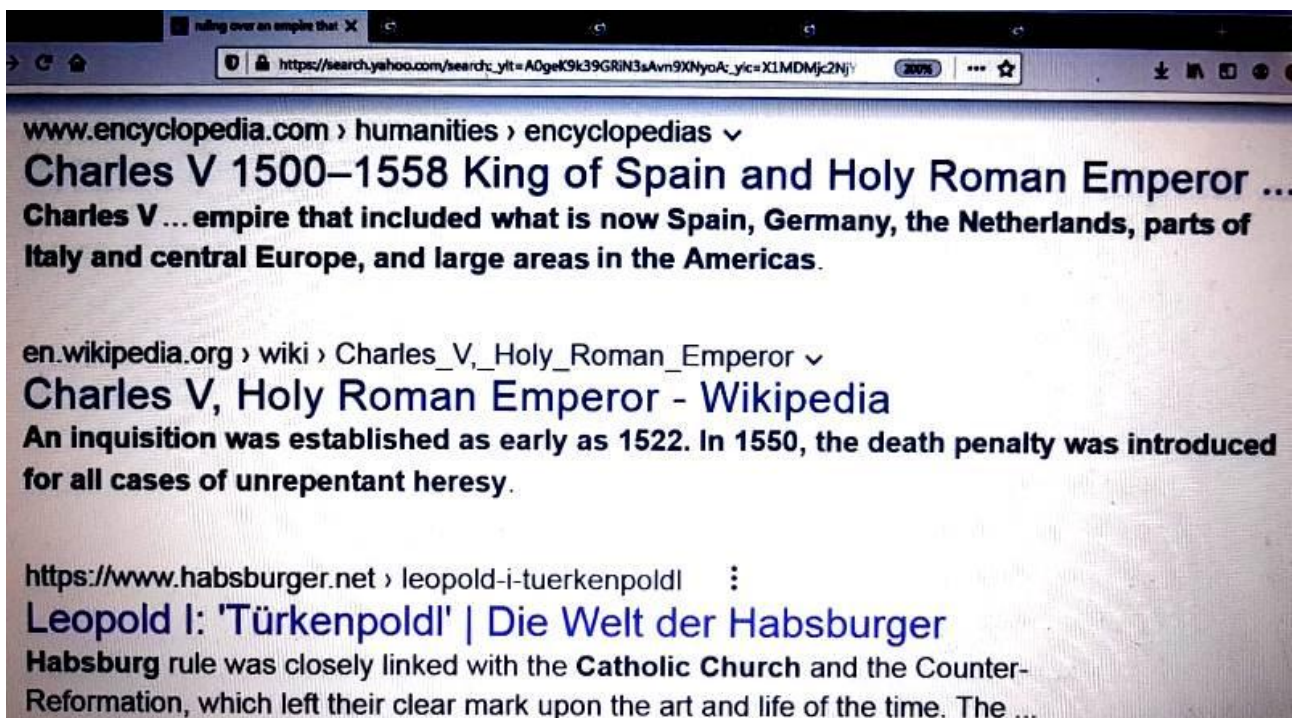 ruling over an empire that
https://search.yahoo.com/search;_ylt=
200%
www.encyclopedia.com › humanities › encyclopedias
Charles V 1500–1558 King of Spain and Holy Roman Emperor ...
Charles V ... empire that included what is now Spain, Germany, the Netherlands, parts of
Italy and central Europe, and large areas in the Americas.
en.wikipedia.org › wiki › Charles_V,_Holy_Roman_Emperor
Charles V, Holy Roman Emperor - Wikipedia
An inquisition was established as early as 1522. In 1550, the death penalty was introduced
for all cases of unrepentant heresy.
https://www.habsburger.net › leopold-i-tuerkenpoldl
Leopold I: 'Türkenpoldl' | Die Welt der Habsburger
Habsburg rule was closely linked with the Catholic Church and the Counter-
Reformation, which left their clear mark upon the art and life of the time. The ...